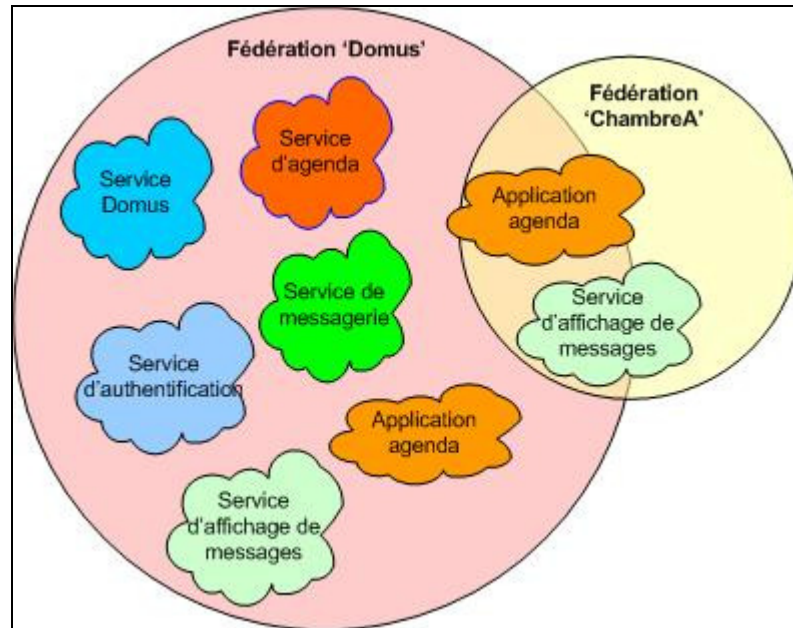 Fédération 'Domus'
Fédération
'ChambreA'
Service
d'agenda
Service
Domus
Application
agenda
Service de
messagerie
Service
d'affichage de
messages
Service
d'authentification
Application
agenda
Service
d'affichage de
messages